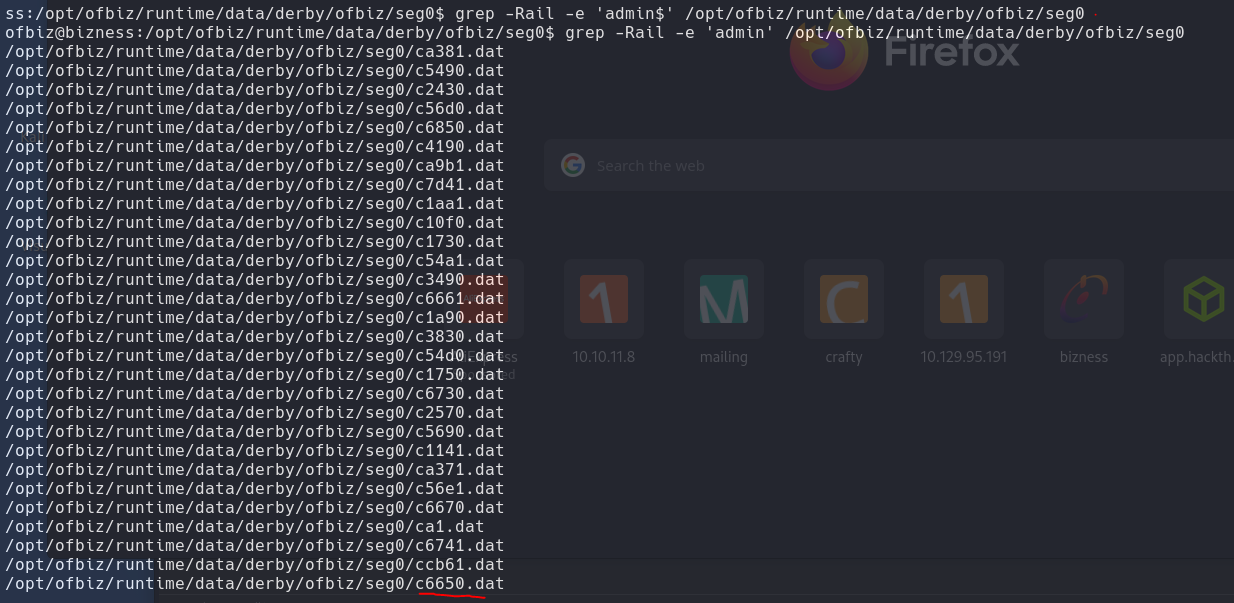 ss:/opt/ofbiz/runtime/data/derby/ofbiz/seg0$ grep -Rail -e 'admin$' /opt/ofbiz/runtime/data/derby/ofbiz/seg0
ofbiz@bizness:/opt/ofbiz/runtime/data/derby/ofbiz/seg0$ grep -Rail -e 'admin' /opt/ofbiz/runtime/data/derby/ofbiz/seg0
/opt/ofbiz/runtime/data/derby/ofbiz/seg0/ca381.dat
/opt/ofbiz/runtime/data/derby/ofbiz/seg0/c5490.dat
/opt/ofbiz/runtime/data/derby/ofbiz/seg0/c2430.dat
/opt/ofbiz/runtime/data/derby/ofbiz/seg0/c56d0.dat
/opt/ofbiz/runtime/data/derby/ofbiz/seg0/c6850.dat
/opt/ofbiz/runtime/data/derby/ofbiz/seg0/c4190.dat
/opt/ofbiz/runtime/data/derby/ofbiz/seg0/ca9b1.dat
/opt/ofbiz/runtime/data/derby/ofbiz/seg0/c7d41.dat
/opt/ofbiz/runtime/data/derby/ofbiz/seg0/c1aa1.dat
/opt/ofbiz/runtime/data/derby/ofbiz/seg0/c10f0.dat
/opt/ofbiz/runtime/data/derby/ofbiz/seg0/c1730.dat
/opt/ofbiz/runtime/data/derby/ofbiz/seg0/c54a1.dat
/opt/ofbiz/runtime/data/derby/ofbiz/seg0/c3490.dat
/opt/ofbiz/runtime/data/derby/ofbiz/seg0/c6661.dat
/opt/ofbiz/runtime/data/derby/ofbiz/seg0/c1a90.dat
/opt/ofbiz/runtime/data/derby/ofbiz/seg0/c3830.dat
/opt/ofbiz/runtime/data/derby/ofbiz/seg0/c54d0.dat
/opt/ofbiz/runtime/data/derby/ofbiz/seg0/c1750.dat
/opt/ofbiz/runtime/data/derby/ofbiz/seg0/c6730.dat
/opt/ofbiz/runtime/data/derby/ofbiz/seg0/c2570.dat
/opt/ofbiz/runtime/data/derby/ofbiz/seg0/c5690.dat
/opt/ofbiz/runtime/data/derby/ofbiz/seg0/c1141.dat
/opt/ofbiz/runtime/data/derby/ofbiz/seg0/ca371.dat
/opt/ofbiz/runtime/data/derby/ofbiz/seg0/c56e1.dat
/opt/ofbiz/runtime/data/derby/ofbiz/seg0/c6670.dat
/opt/ofbiz/runtime/data/derby/ofbiz/seg0/ca1.dat
/opt/ofbiz/runtime/data/derby/ofbiz/seg0/c6741.dat
/opt/ofbiz/runtime/data/derby/ofbiz/seg0/ccb61.dat
/opt/ofbiz/runtime/data/derby/ofbiz/seg0/c6650.dat
Firefox
Search the web
10.10.11.8
mailing
crafty
10.129.95.191
bizness
app.hackth